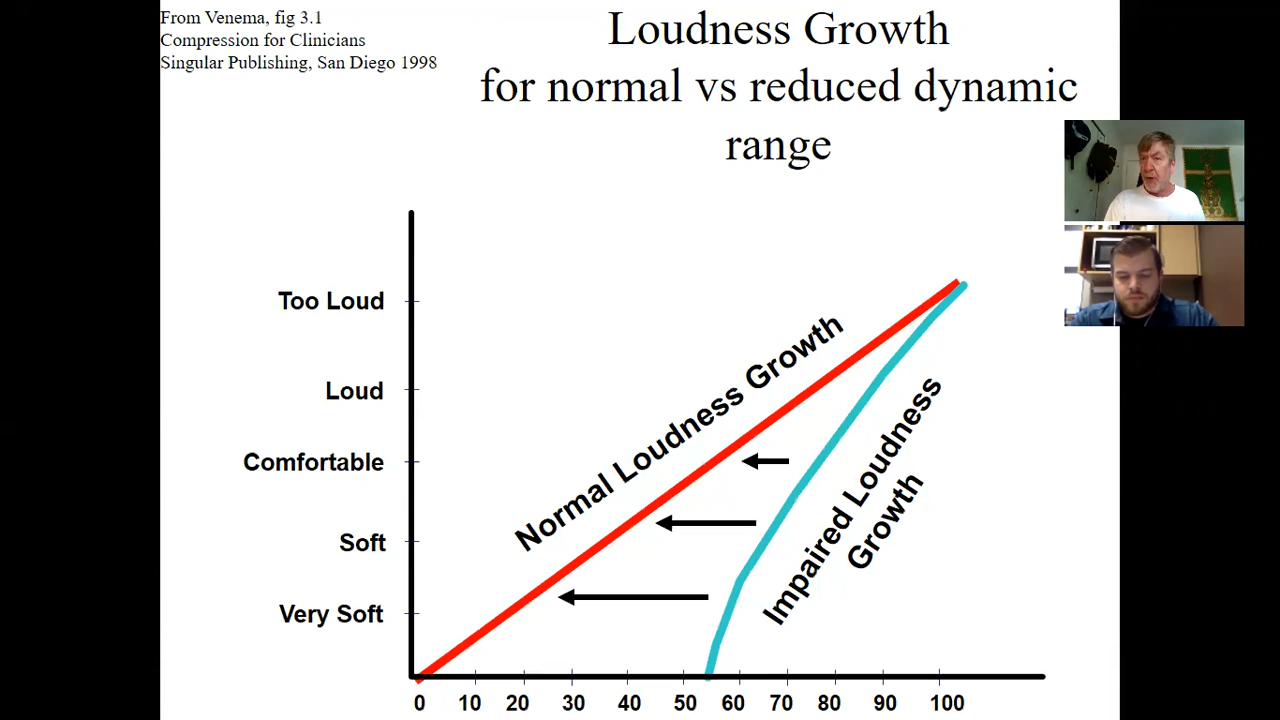 From Venema, fig 3.1
Compression for Clinicians
Singular Publishing, San Diego 1998
Loudness Growth
for normal vs reduced dynamic
range
Too Loud
Loud
Comfortable
Soft
Very Soft
Normal Loudness Growth
Impaired Loudness
Growth
0 10 20 30 40 50 60 70 80 90 100